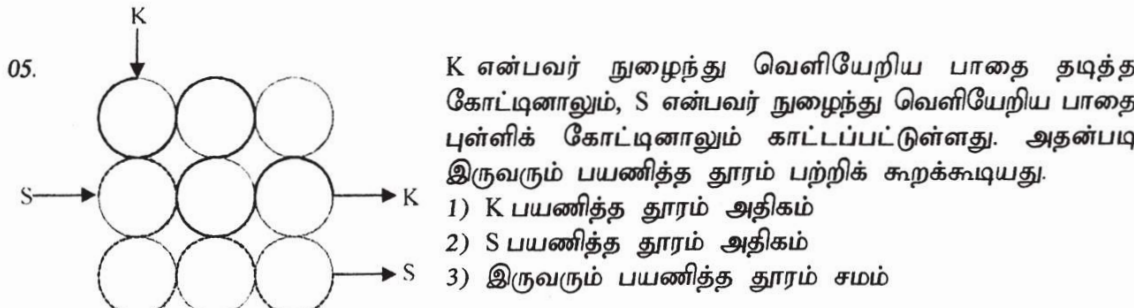 K
05.
K என்பவர் நுழைந்து வெளியேறிய பாதை தடித்த
கோட்டினாலும், S என்பவர் நுழைந்து வெளியேறிய பாதை
புள்ளிக் கோட்டினாலும் காட்டப்பட்டுள்ளது. அதன்படி
இருவரும் பயணித்த தூரம் பற்றிக் கூறக்கூடியது.
S
K
1) K பயணித்த தூரம் அதிகம்
2) S பயணித்த தூரம் அதிகம்
S
3) இருவரும் பயணித்த தூரம் சமம்